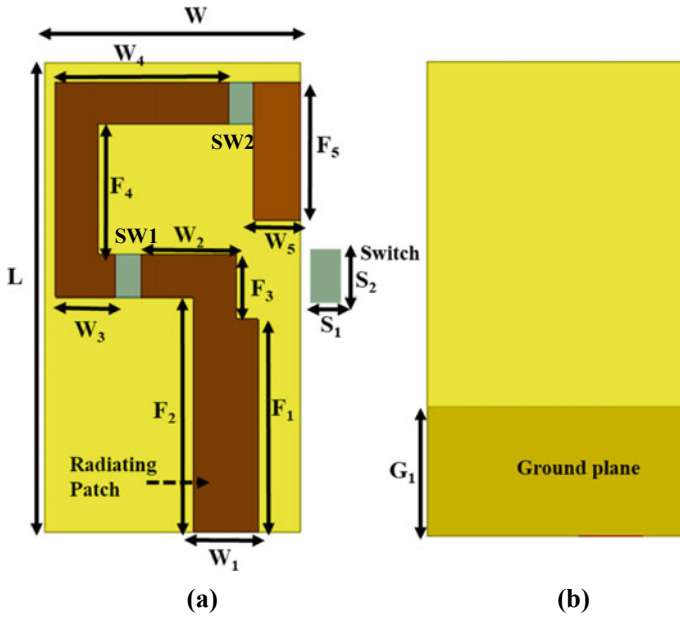 W
W₄
SW2
F₅
F₄
SW1
W₂
W₅
Switch
L
S₂
F₃
S₁
W₃
F₂
F₁
G₁
Ground plane
Radiating
Patch
W₁
(a)
(b)